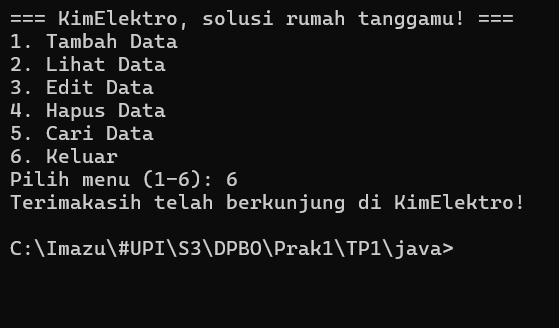 === KimElektro, solusi rumah tanggamu! ===
1. Tambah Data
2. Lihat Data
3. Edit Data
4. Hapus Data
5. Cari Data
6. Keluar
Pilih menu (1-6): 6
Terimakasih telah berkunjung di KimElektro!
C:\Imazu\#UPI\S3\DPBO\Prak1\TP1\java>